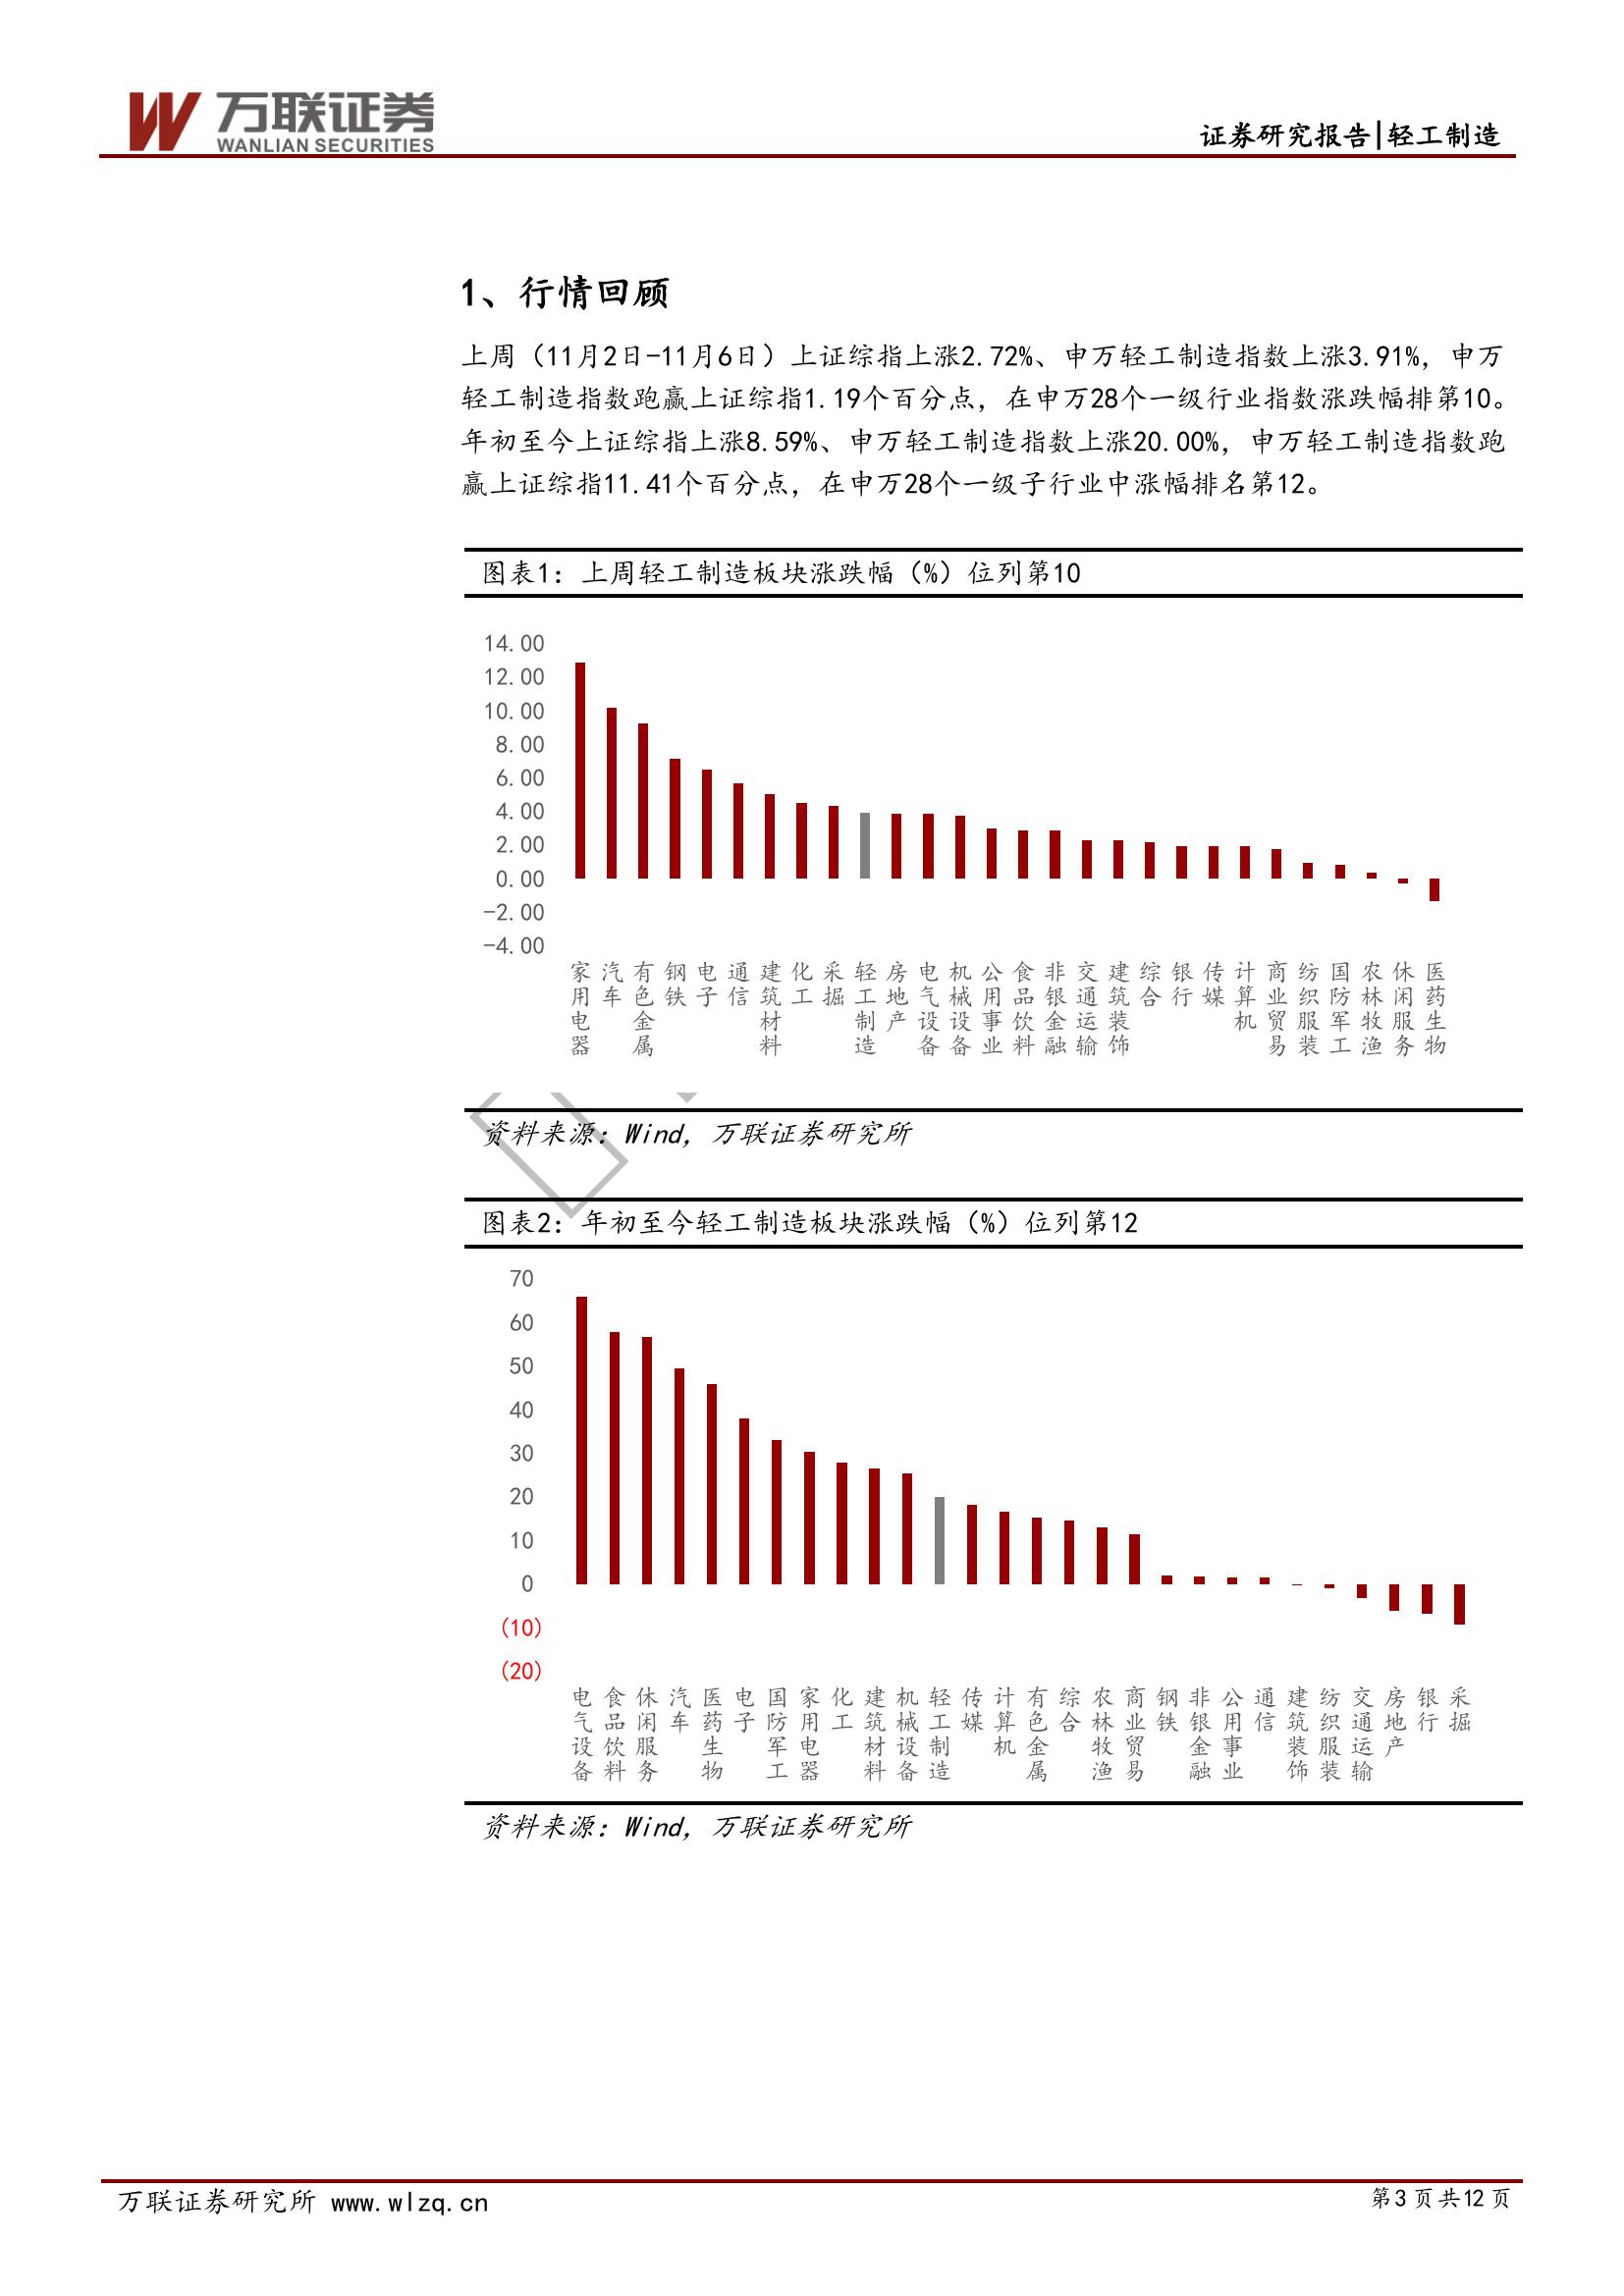 万联证券
WANLIAN SECURITIES
证券研究报告|轻工制造
1、行情回顾
上周（11月2日-11月6日）上证综指上涨2.72%、申万轻工制造指数上涨3.91%，申万
轻工制造指数跑赢上证综指1.19个百分点，在申万28个一级行业指数涨跌幅排第10。
年初至今上证综指上涨8.59%、申万轻工制造指数上涨20.00%，申万轻工制造指数跑
赢上证综指11.41个百分点，在申万28个一级子行业中涨幅排名第12。
图表1：上周轻工制造板块涨跌幅（%）位列第10
14.00
12.00
10.00
8.00
6.00
4.00
2.00
0.00
-2.00
-4.00
家用电器
汽车
有色金属
钢铁
电子
通信
建筑材料
化工
采掘
轻工制造
房地产
电气设备
机械设备
公用事业
食品饮料
非银金融
交通运输
建筑装饰
综合
银行
传媒
计算机
商业贸易
纺织服装
国防军工
农林牧渔
休闲服务
医药生物
资料来源：Wind，万联证券研究所
图表2：年初至今轻工制造板块涨跌幅（%）位列第12
70
60
50
40
30
20
10
0
(10)
(20)
电气设备
食品饮料
休闲服务
汽车
医药生物
电子
国防军工
家用电器
化工
建筑材料
机械设备
轻工制造
传媒
计算机
有色金属
综合
农林牧渔
商业贸易
钢铁
非银金融
公用事业
通信
建筑装饰
纺织服装
交通运输
房地产
银行
采掘
资料来源：Wind，万联证券研究所
万联证券研究所 www.wlzq.cn
第3页共12页